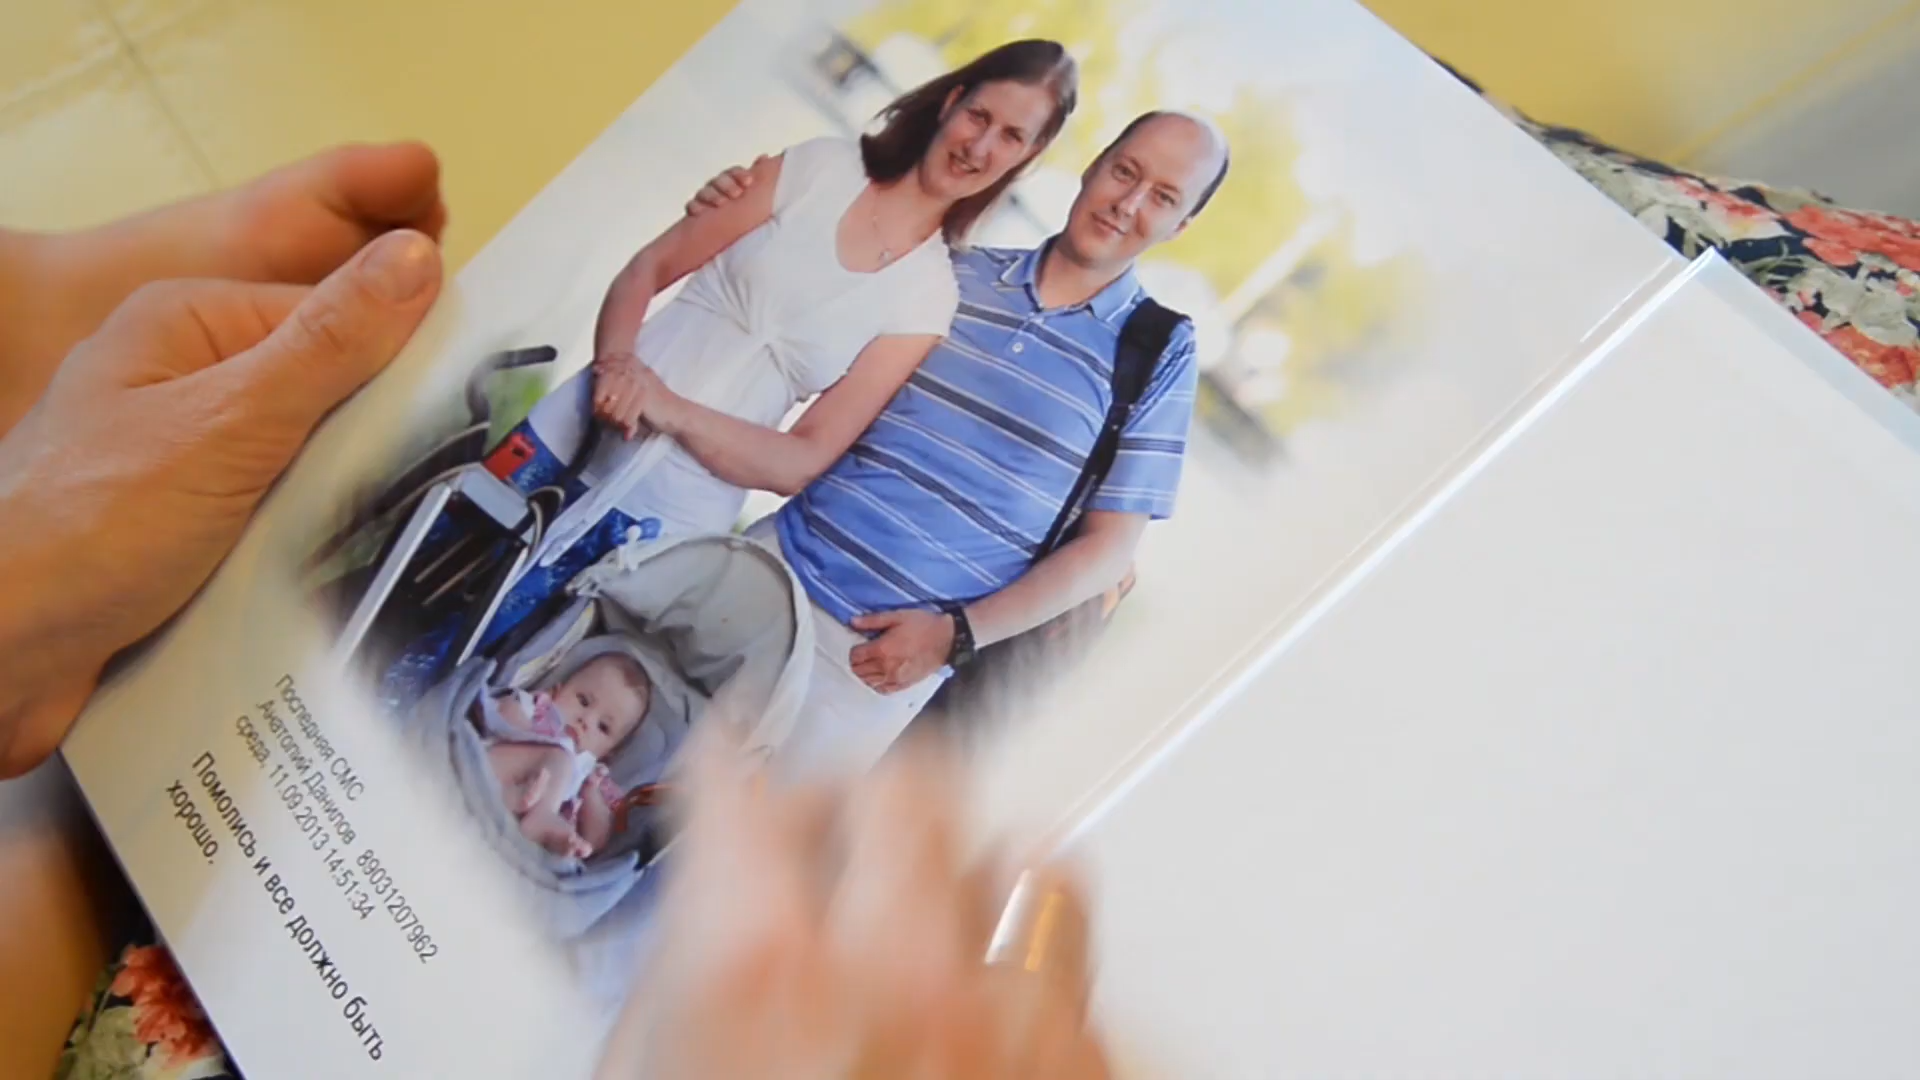 Последняя СМС
.Анатолий Данилов 89031207962
среда, 11.09.2013 14:51:34
Помолись и все должно быть
хорошо.